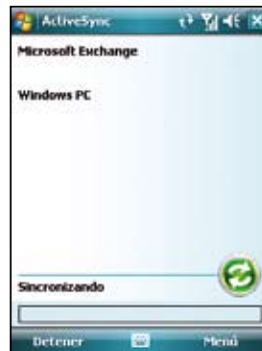 ActiveSync
Microsoft Exchange
Windows PC
Sincronizando
Detener Menú